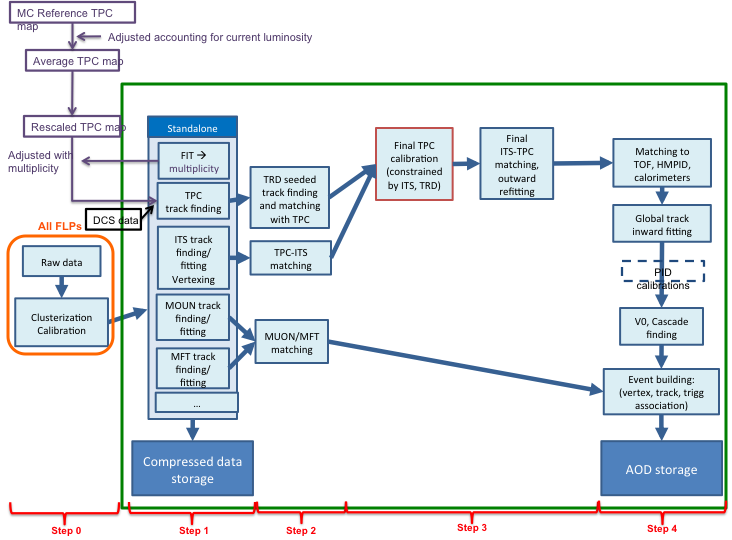 MC Reference TPC
map
Adjusted accounting for current luminosity
Average TPC map
Rescaled TPC map
Adjusted with
multiplicity
DCS data
All FLPs
Raw data
Clusterization
Calibration
Standalone
FIT →
multiplicity
TPC
track finding
ITS track
finding/
fitting
Vertexing
MOUN track
finding/
fitting
MFT track
finding/
fitting
...
Compressed data
storage
TRD seeded
track finding
and matching
with TPC
TPC-ITS
matching
MUON/MFT
matching
Final TPC
calibration
(constrained
by ITS, TRD)
Final
ITS-TPC
matching,
outward
refitting
Matching to
TOF, HMPID,
calorimeters
Global track
inward fitting
PID
calibrations
V0, Cascade
finding
Event building:
(vertex, track, trigg
association)
AOD storage
Step 0
Step 1
Step 2
Step 3
Step 4